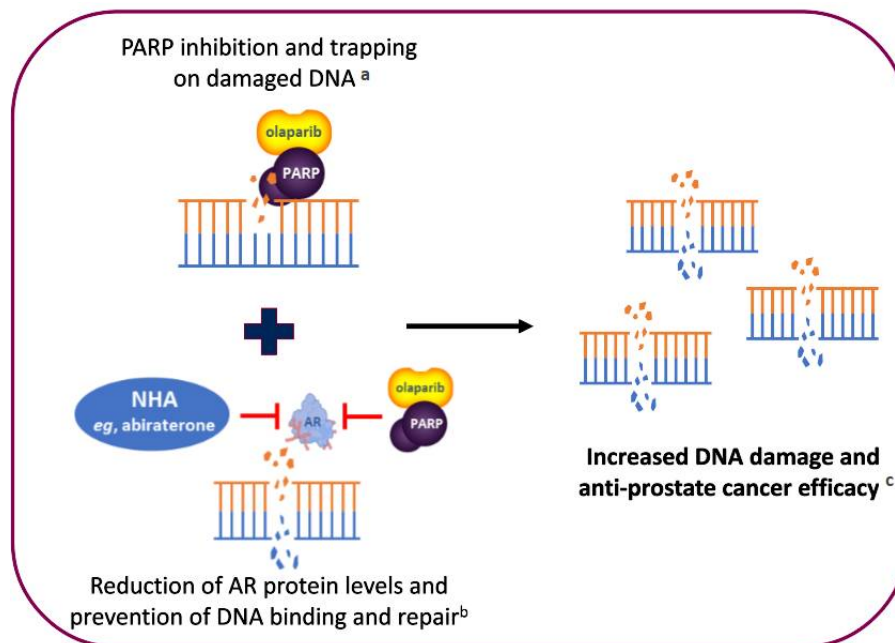 PARP inhibition and trapping
on damaged DNA a
olaparib
PARP
NHA
eg, abiraterone
AR
olaparib
PARP
Reduction of AR protein levels and
prevention of DNA binding and repair b
Increased DNA damage and
anti-prostate cancer efficacy c